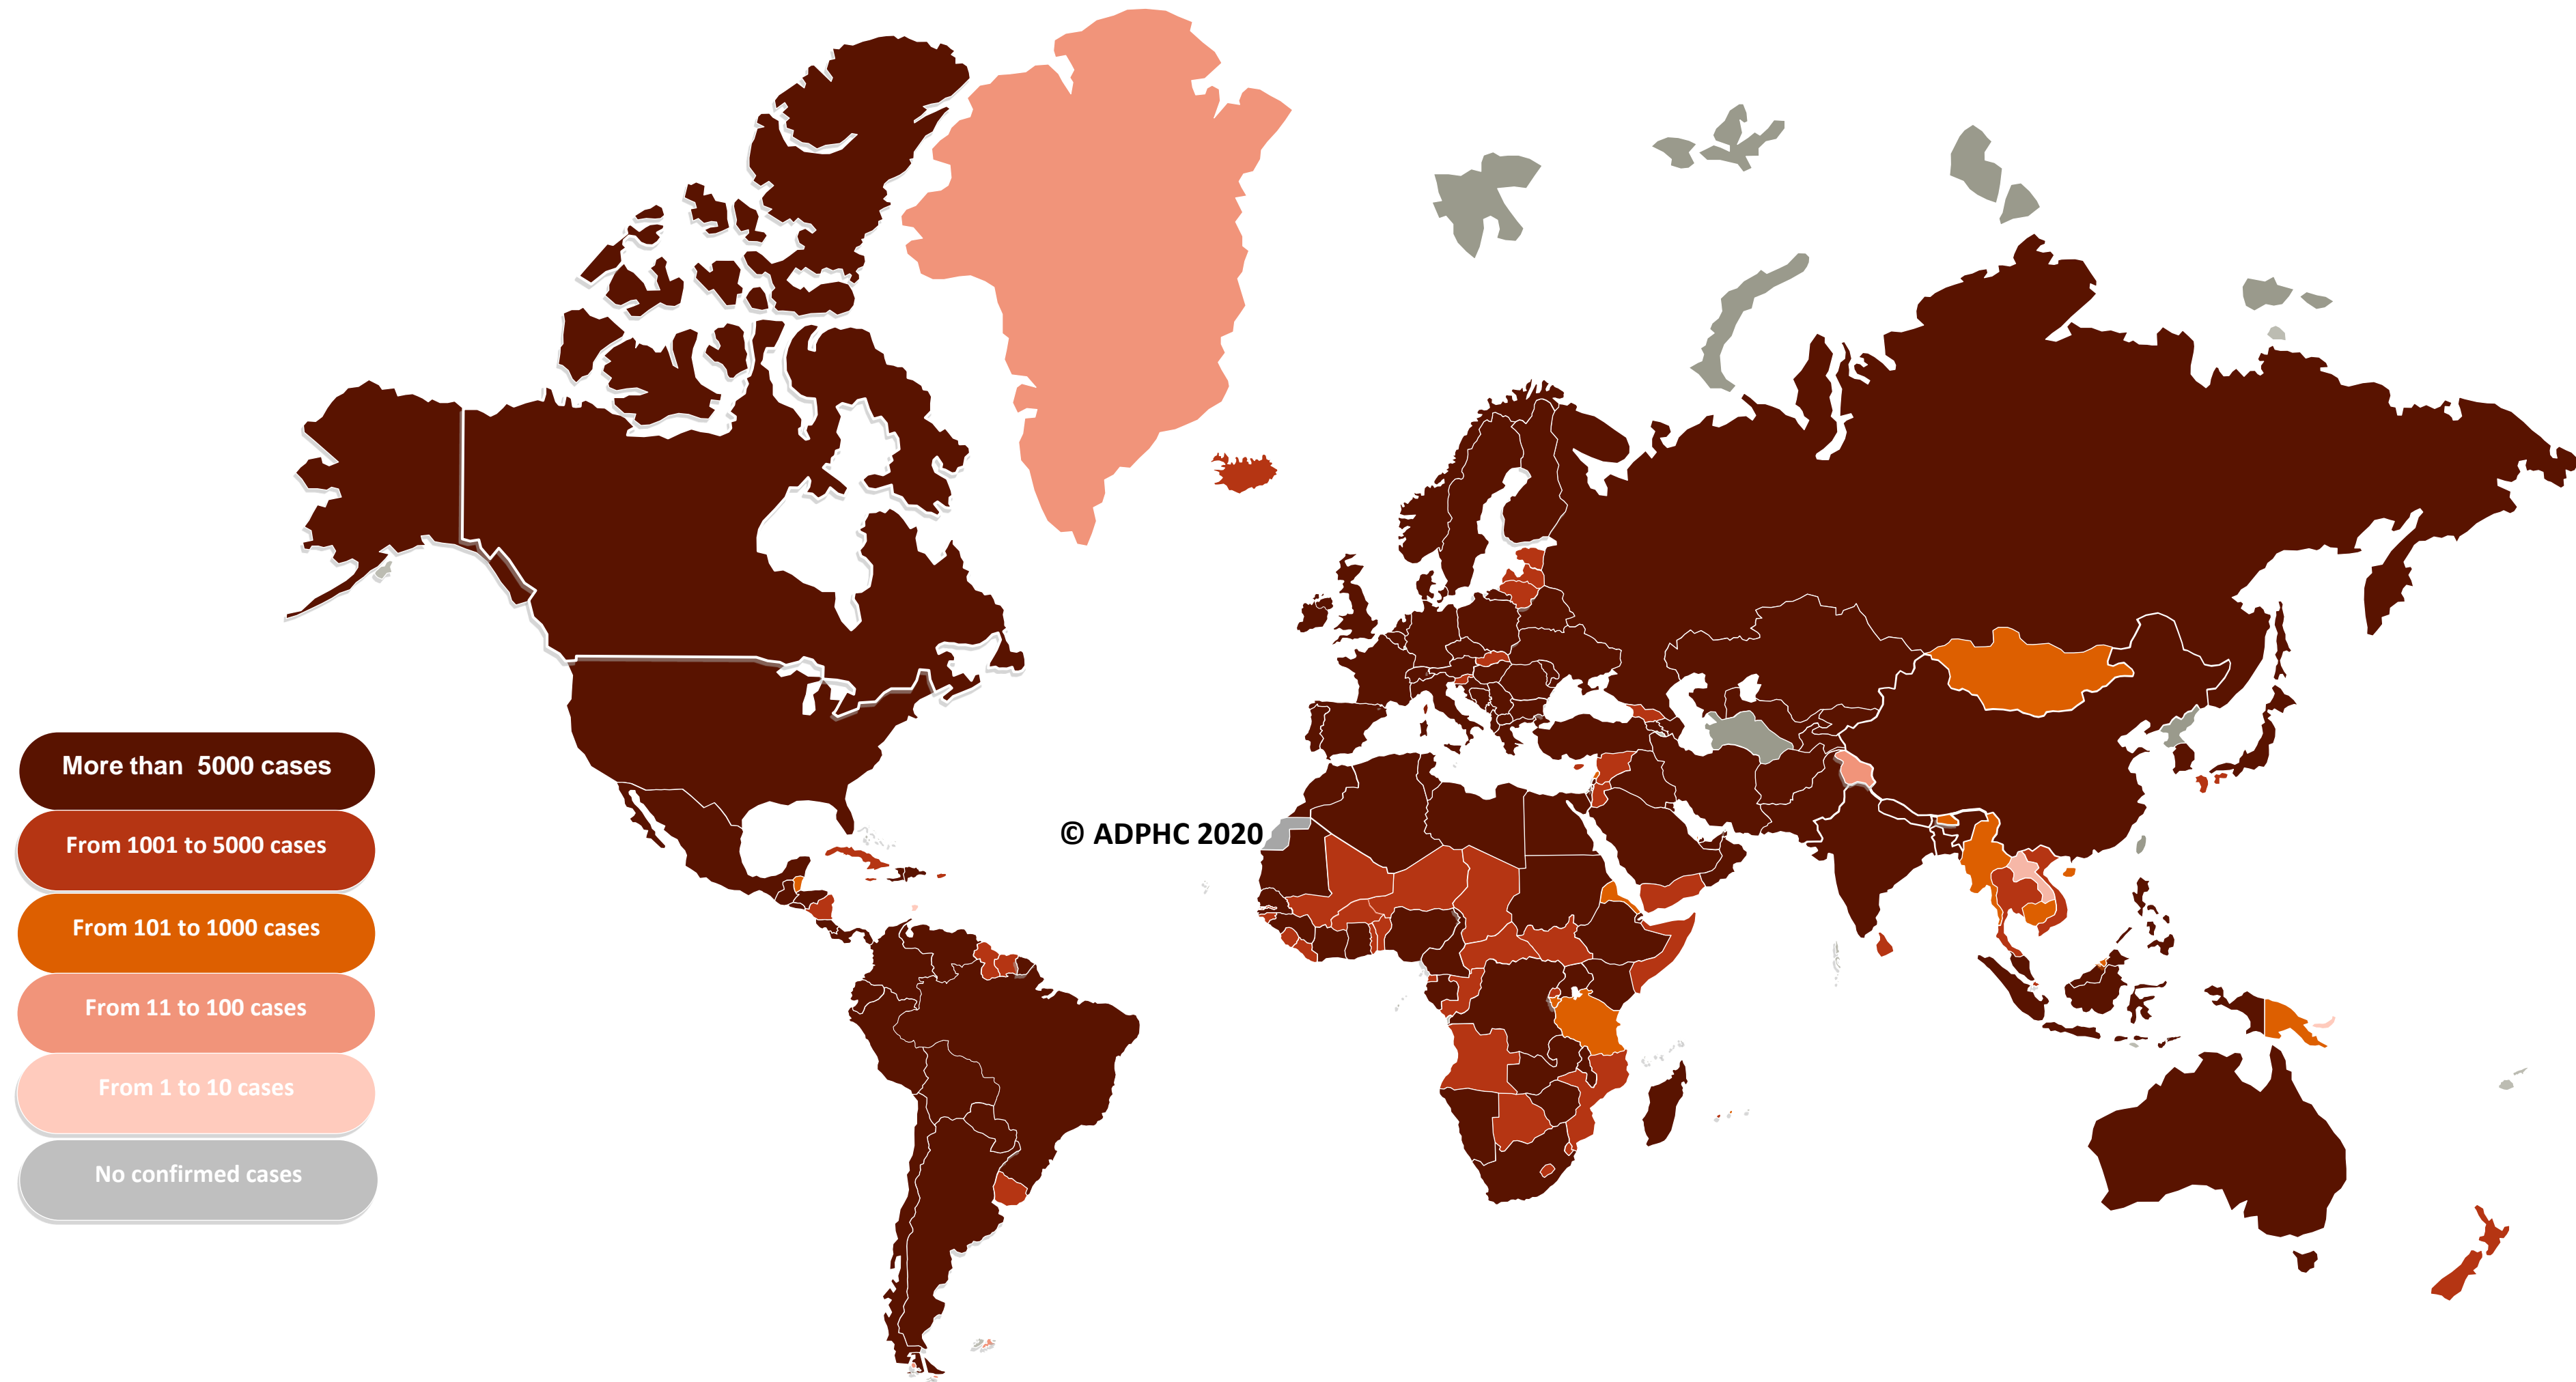 More than  5000 cases
From 1001 to 5000 cases
© ADPHC 2020
From 101 to 1000 cases
From 11 to 100 cases
From 1 to 10 cases
No confirmed cases